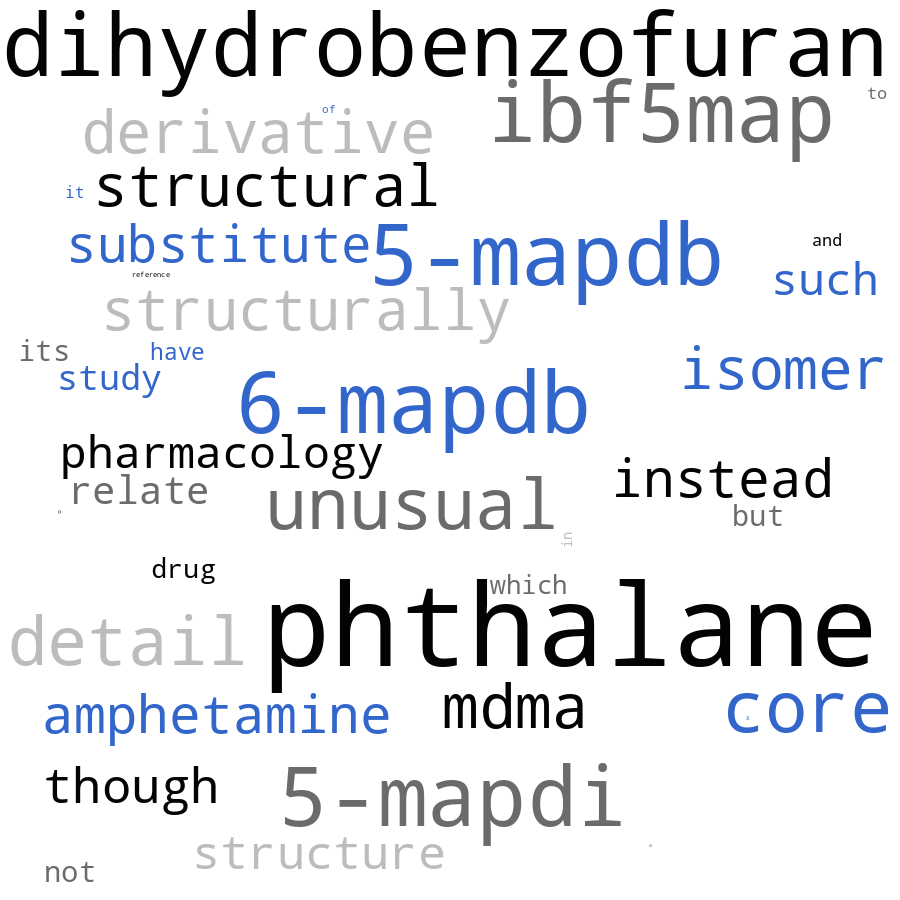 dihydrobenzofuran
ibf5map
to
derivative
of
structural
it
substitute
5-mapdb
and
reference
such
structurally
its
have
study
6-mapdb
isomer
pharmacology
relate
instead
unusual
but
in
drug
which
phthalane
detail
amphetamine
mdma
core
though
5-mapdi
structure
not